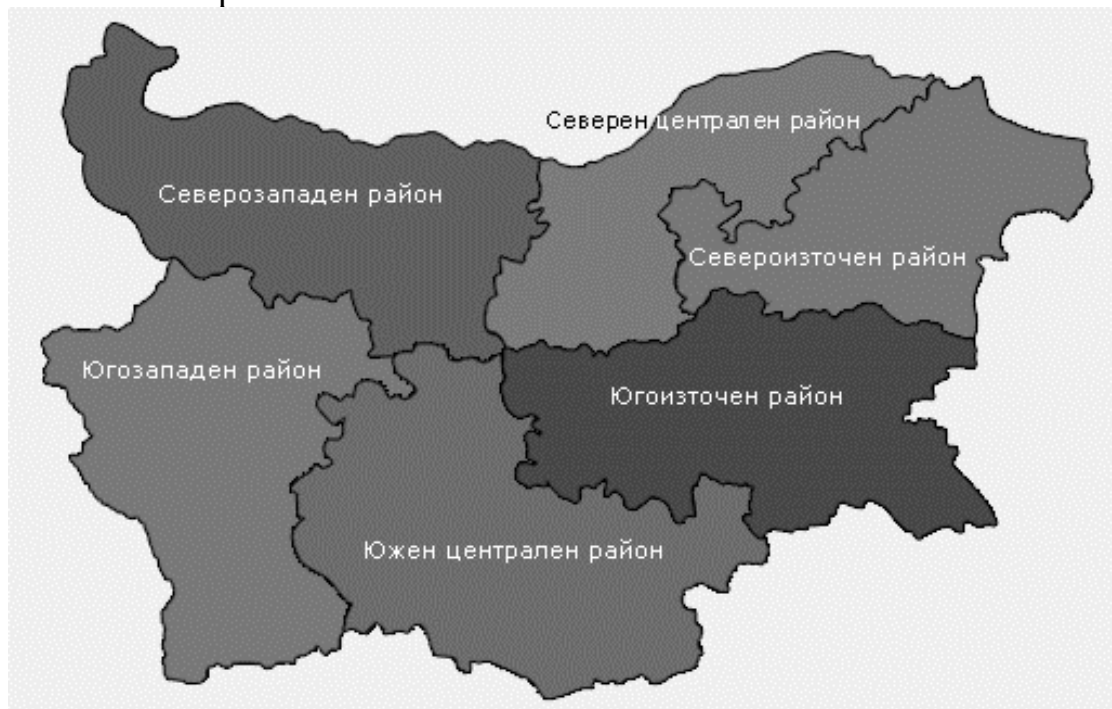 Северен централен район
Северозападен район
Североизточен район
Югозападен район
Югоизточен район
Южен централен район